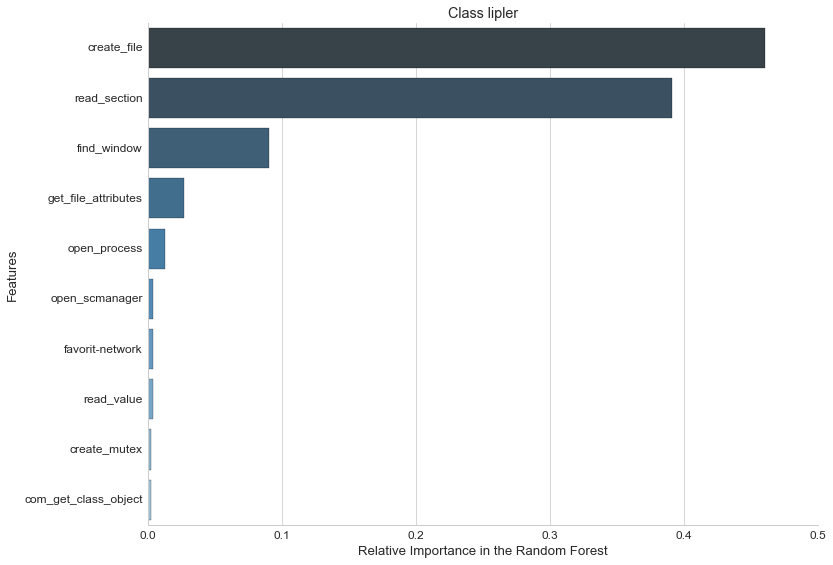 Class lipler
create_file
read_section
find_window
get_file_attributes
open_process
open_scmanager
favorit-network
read_value
create_mutex
com_get_class_object
Features
0.0 0.1 0.2 0.3 0.4 0.5
Relative Importance in the Random Forest